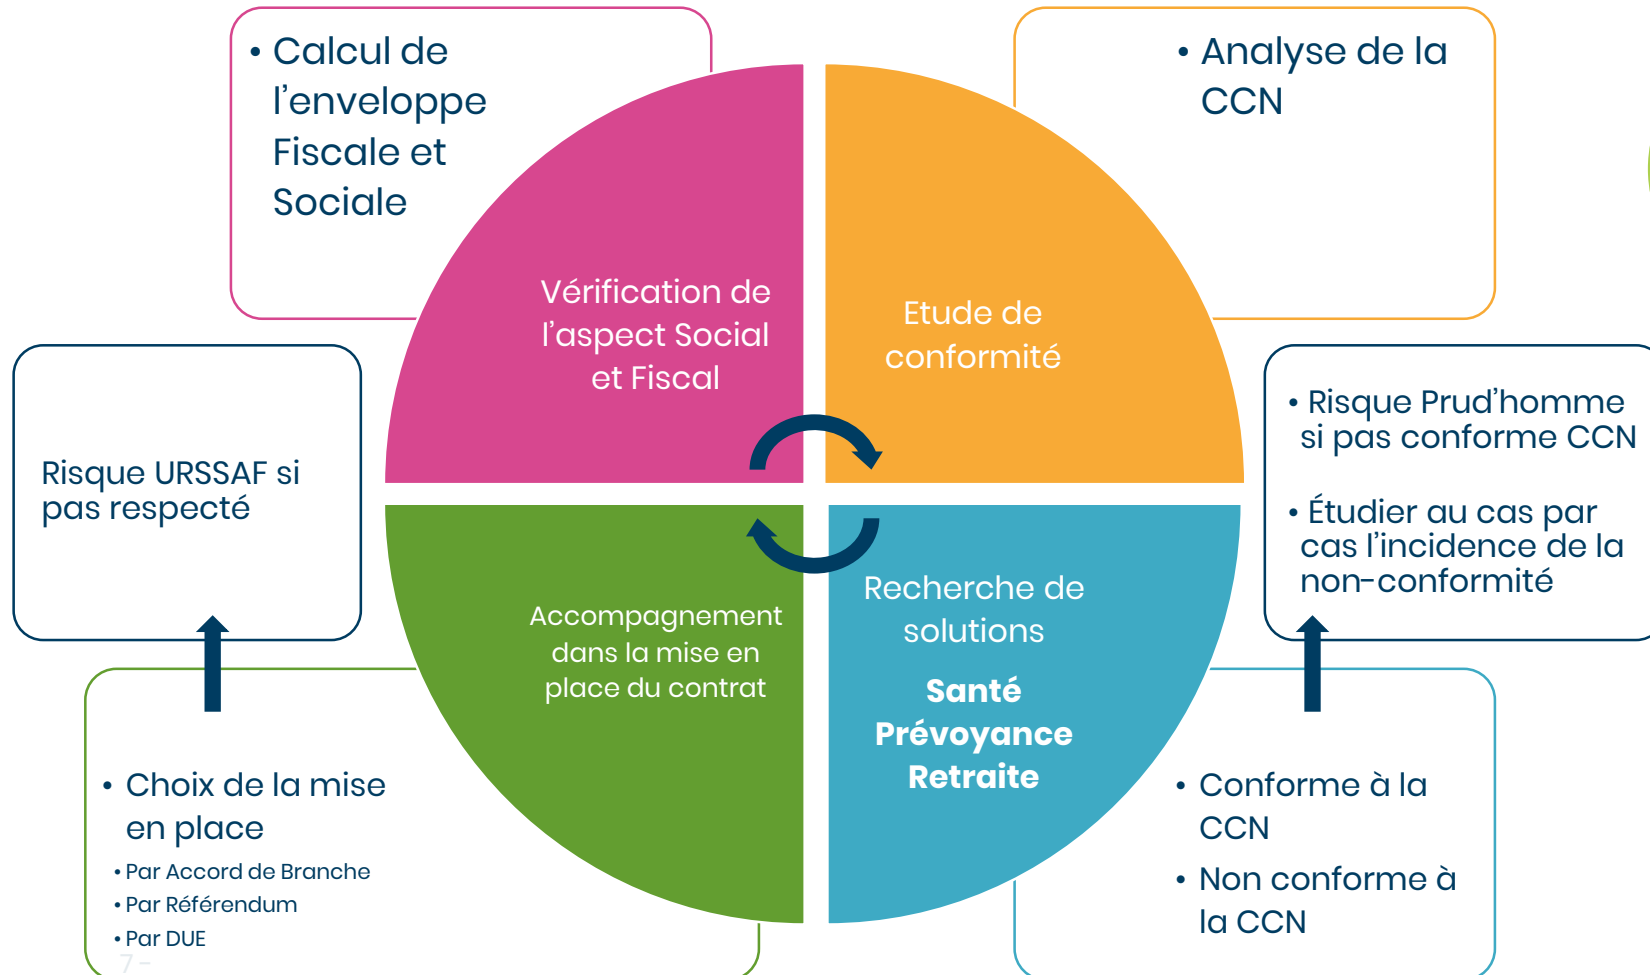 • Calcul de
l'enveloppe
Fiscale et
Sociale
• Analyse de la
CCN
Vérification de
l'aspect Social
et Fiscal
Etude de
conformité
Risque URSSAF si
pas respecté
• Risque Prud'homme
si pas conforme CCN
• Étudier au cas par
cas l'incidence de la
non-conformité
Accompagnement
dans la mise en
place du contrat
Recherche de
solutions
Santé
Prévoyance
Retraite
• Choix de la mise
en place
• Par Accord de Branche
• Par Référendum
• Par DUE
• Conforme à la
CCN
• Non conforme à
la CCN
7 -